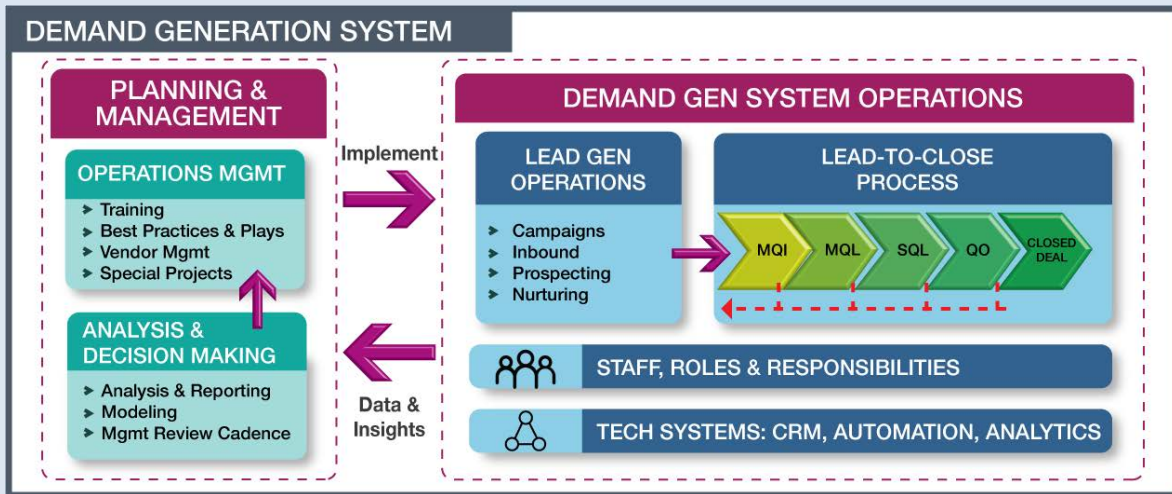 DEMAND GENERATION SYSTEM
PLANNING &
MANAGEMENT
OPERATIONS MGMT
Training
Best Practices & Plays
Vendor Mgmt
Special Projects
ANALYSIS &
DECISION MAKING
Analysis & Reporting
Modeling
Mgmt Review Cadence
Implement
Data &
Insights
DEMAND GEN SYSTEM OPERATIONS
LEAD GEN
OPERATIONS
Campaigns
Inbound
Prospecting
Nurturing
LEAD-TO-CLOSE
PROCESS
MQI
MQL
SQL
QO
CLOSED
DEAL
STAFF, ROLES & RESPONSIBILITIES
TECH SYSTEMS: CRM, AUTOMATION, ANALYTICS